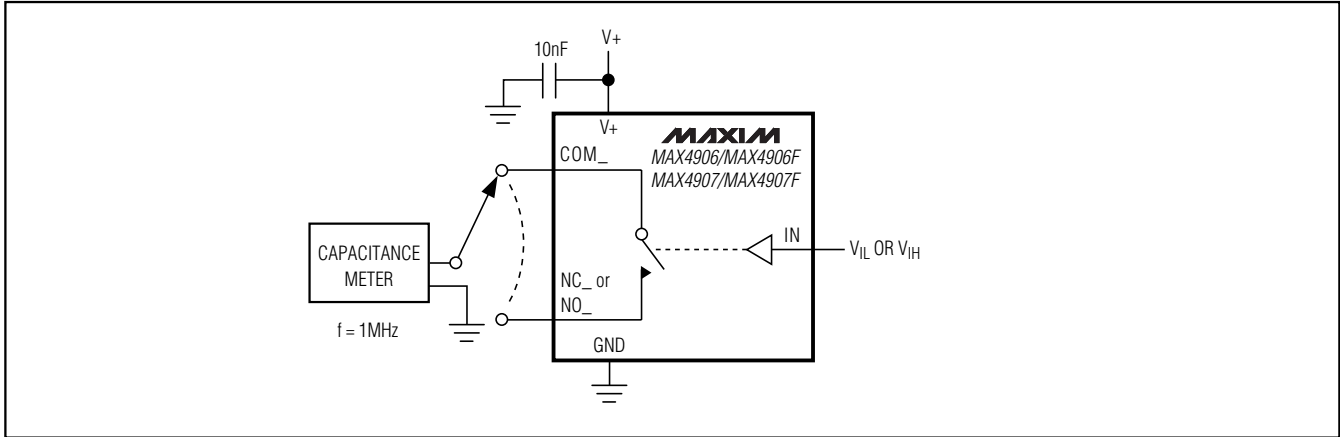 10nF
V+
V+
MAXIM
MAX4906/MAX4906F
MAX4907/MAX4907F
COM_
IN
V_IL OR V_IH
CAPACITANCE
METER
NC_ or
NO_
f = 1MHz
GND